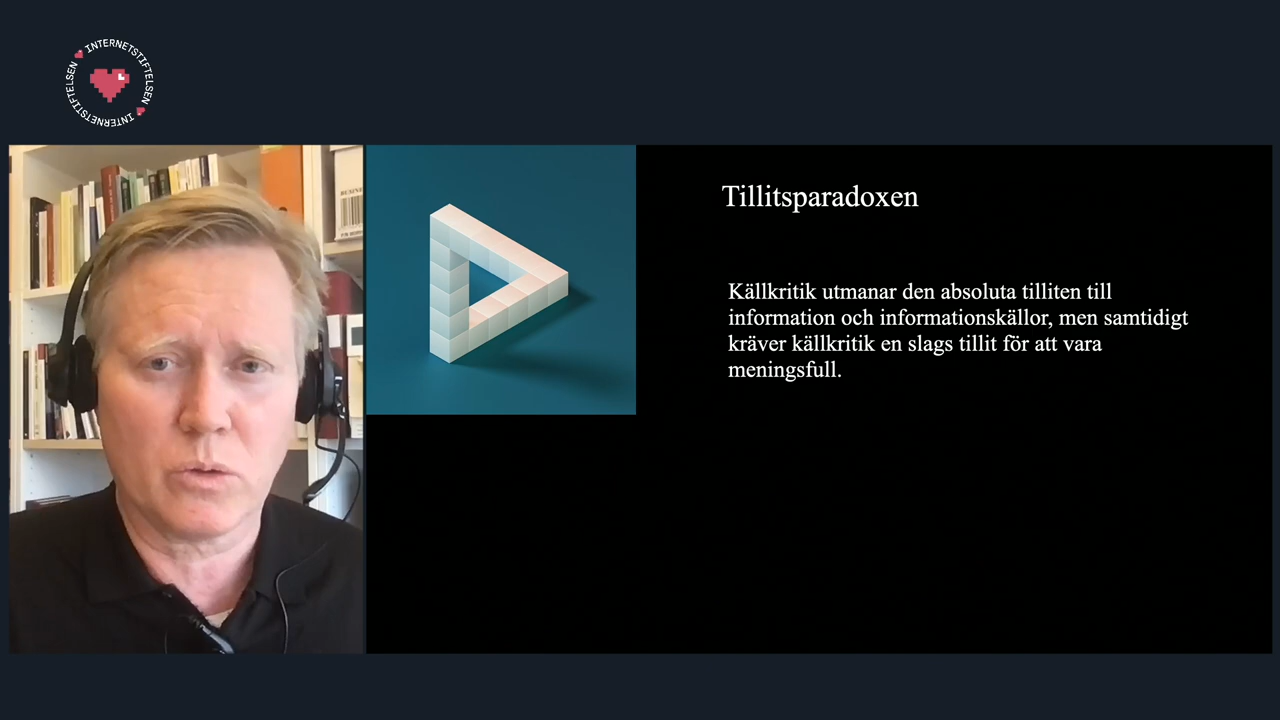 INTERNETSTIFTELSEN
INTERNETSTIFTELSEN
Tillitsparadoxen
Källkritik utmanar den absoluta tilliten till
information och informationskällor, men samtidigt
kräver källkritik en slags tillit för att vara
meningsfull.